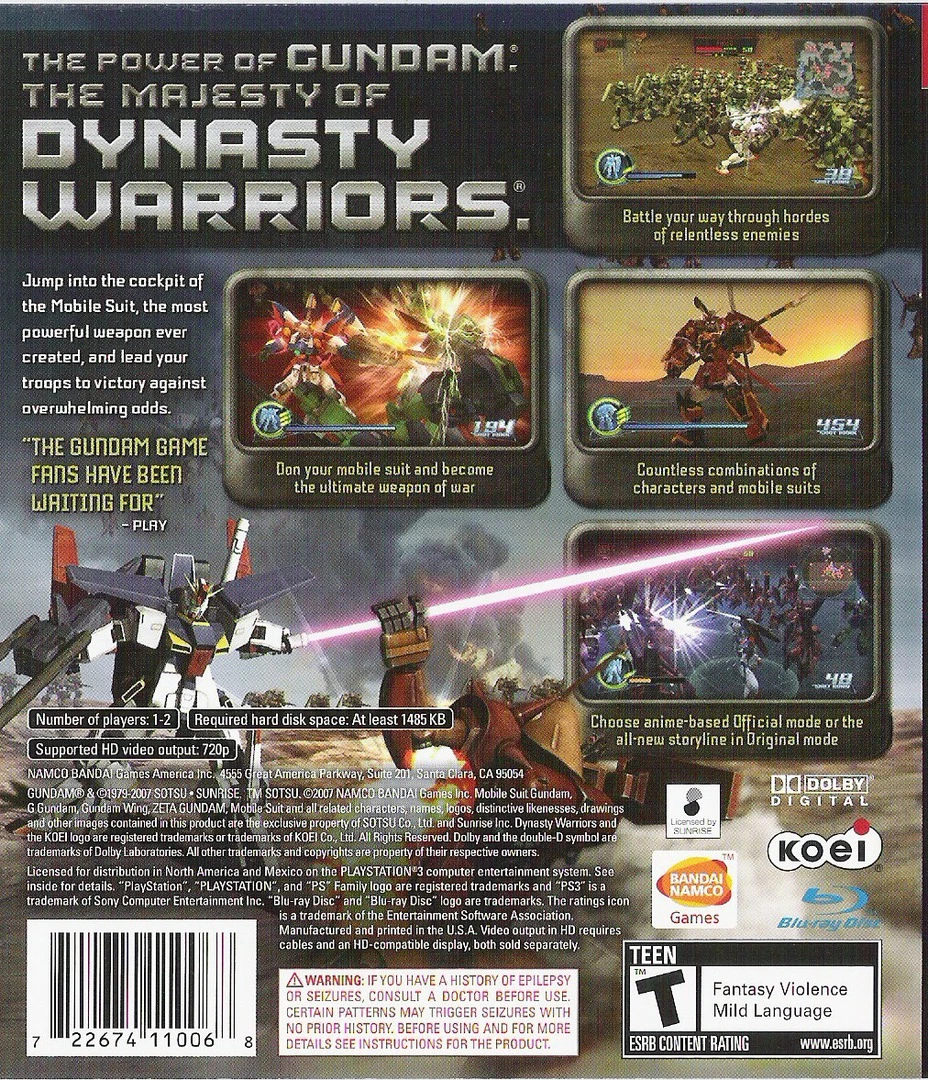 THE POWER OF GUNDAM.®
THE MAJESTY OF
DYNASTY
WARRIORS.®
38
Battle your way through hordes
of relentless enemies
Jump into the cockpit of
the Mobile Suit, the most
powerful weapon ever
created, and lead your
troops to victory against
overwhelming odds.
"THE GUNDAM GAME
FANS HAVE BEEN
WAITING FOR"
- PLAY
194
Don your mobile suit and become
the ultimate weapon of war
454
Countless combinations of
characters and mobile suits
48
Choose anime-based Official mode or the
all-new storyline in Original mode
Number of players: 1-2
Required hard disk space: At least 1485 KB
Supported HD video output: 720p
NAMCO BANDAI Games America Inc. 4555 Great America Parkway, Suite 201, Santa Clara, CA 95054
GUNDAM® & ©1979-2007 SOTSU • SUNRISE. TM SOTSU. ©2007 NAMCO BANDAI Games Inc. Mobile Suit Gundam,
G Gundam, Gundam Wing, ZETA GUNDAM, Mobile Suit and all related characters, names, logos, distinctive likenesses, drawings
and other images contained in this product are the exclusive property of SOTSU Co., Ltd. and Sunrise Inc. Dynasty Warriors and
the KOEI logo are registered trademarks or trademarks of KOEI Co., Ltd. All Rights Reserved. Dolby and the double-D symbol are
trademarks of Dolby Laboratories. All other trademarks and copyrights are property of their respective owners.
Licensed for distribution in North America and Mexico on the PLAYSTATION®3 computer entertainment system. See
inside for details. "PlayStation", "PLAYSTATION", and "PS" Family logo are registered trademarks and "PS3" is a
trademark of Sony Computer Entertainment Inc. "Blu-ray Disc" and "Blu-ray Disc" logo are trademarks. The ratings icon
is a trademark of the Entertainment Software Association.
Manufactured and printed in the U.S.A. Video output in HD requires
cables and an HD-compatible display, both sold separately.
Licensed by
SUNRISE
DOLBY®
DIGITAL
KOEI
BANDAI
NAMCO
Games
TM
Blu-ray Disc
7 22674 11006 8
WARNING: IF YOU HAVE A HISTORY OF EPILEPSY
OR SEIZURES, CONSULT A DOCTOR BEFORE USE.
CERTAIN PATTERNS MAY TRIGGER SEIZURES WITH
NO PRIOR HISTORY. BEFORE USING AND FOR MORE
DETAILS SEE INSTRUCTIONS FOR THE PRODUCT.
TEEN
TM
T
Fantasy Violence
Mild Language
ESRB CONTENT RATING www.esrb.org